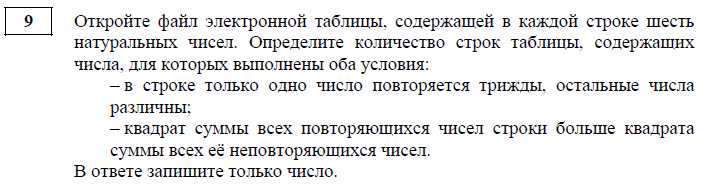 9
Откройте файл электронной таблицы, содержащей в каждой строке шесть
натуральных чисел. Определите количество строк таблицы, содержащих
числа, для которых выполнены оба условия:
– в строке только одно число повторяется трижды, остальные числа
различны;
– квадрат суммы всех повторяющихся чисел строки больше квадрата
суммы всех её неповторяющихся чисел.
В ответе запишите только число.